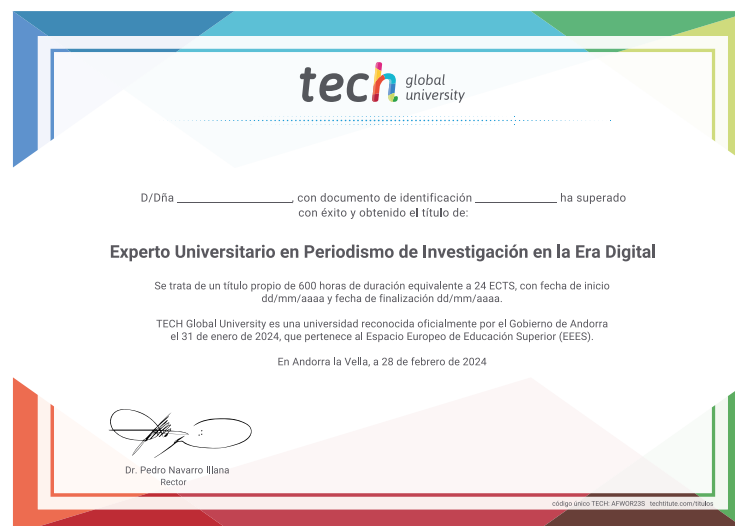 tech global university
D/Dña ____________, con documento de identificación ____________ ha superado
con éxito y obtenido el título de:
Experto Universitario en Periodismo de Investigación en la Era Digital
Se trata de un título propio de 600 horas de duración equivalente a 24 ECTS, con fecha de inicio
dd/mm/aaaa y fecha de finalización dd/mm/aaaa.
TECH Global University es una universidad reconocida oficialmente por el Gobierno de Andorra
el 31 de enero de 2024, que pertenece al Espacio Europeo de Educación Superior (EEES).
En Andorra la Vella, a 28 de febrero de 2024
Dr. Pedro Navarro Illana
Rector
código único TECH: AFWOR23S techtitute.com/titulos